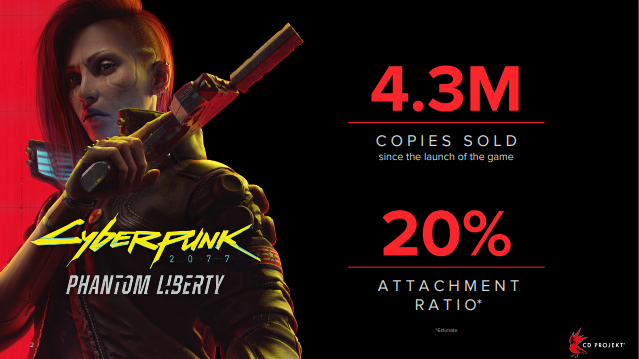 4.3M
COPIES SOLD
since the launch of the game
CYBERPUNK
2077
PHANTOM LIBERTY
20%
ATTACHMENT
RATIO*
*Estimate
2
CD PROJEKT®